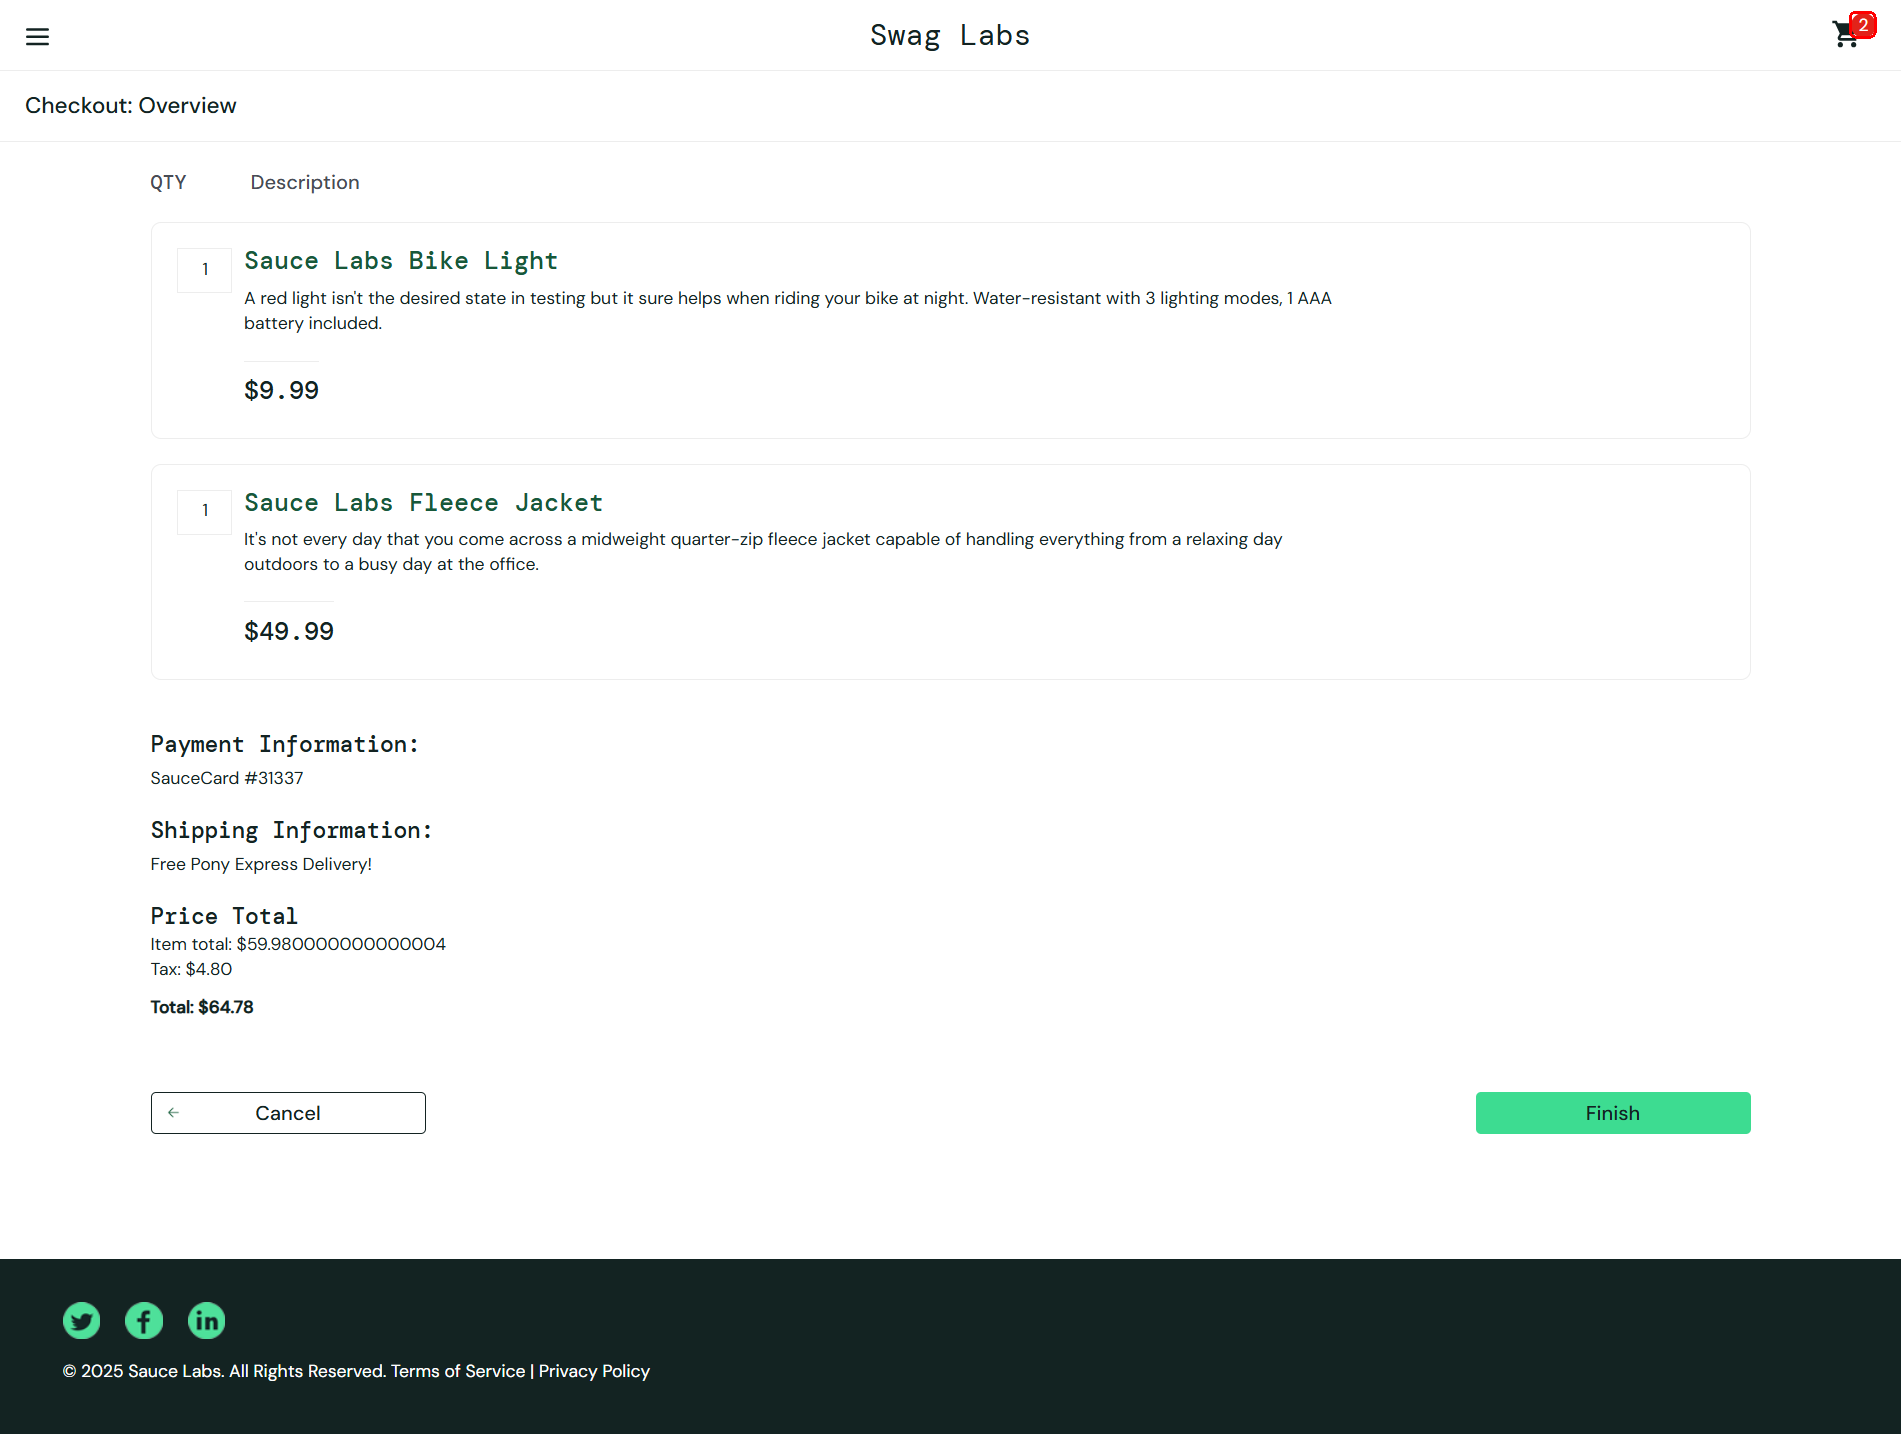 Swag Labs
2
Checkout: Overview
QTY Description
1
Sauce Labs Bike Light
A red light isn't the desired state in testing but it sure helps when riding your bike at night. Water-resistant with 3 lighting modes, 1 AAA
battery included.
$9.99
1
Sauce Labs Fleece Jacket
It's not every day that you come across a midweight quarter-zip fleece jacket capable of handling everything from a relaxing day
outdoors to a busy day at the office.
$49.99
Payment Information:
SauceCard #31337
Shipping Information:
Free Pony Express Delivery!
Price Total
Item total: $59.980000000000004
Tax: $4.80
Total: $64.78
Cancel
Finish
© 2025 Sauce Labs. All Rights Reserved. Terms of Service | Privacy Policy